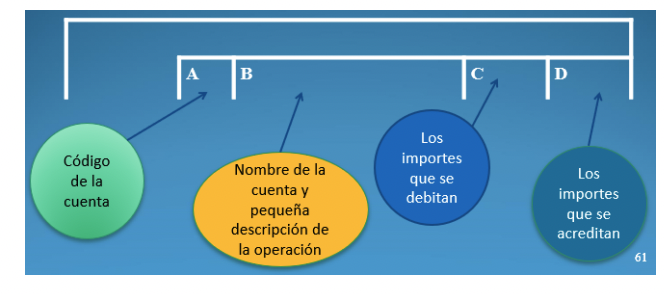 A
B
C
D
Código
de la
cuenta
Nombre de la
cuenta y
pequeña
descripción de
la operación
Los
importes
que se
debitan
Los
importes
que se
acreditan
61